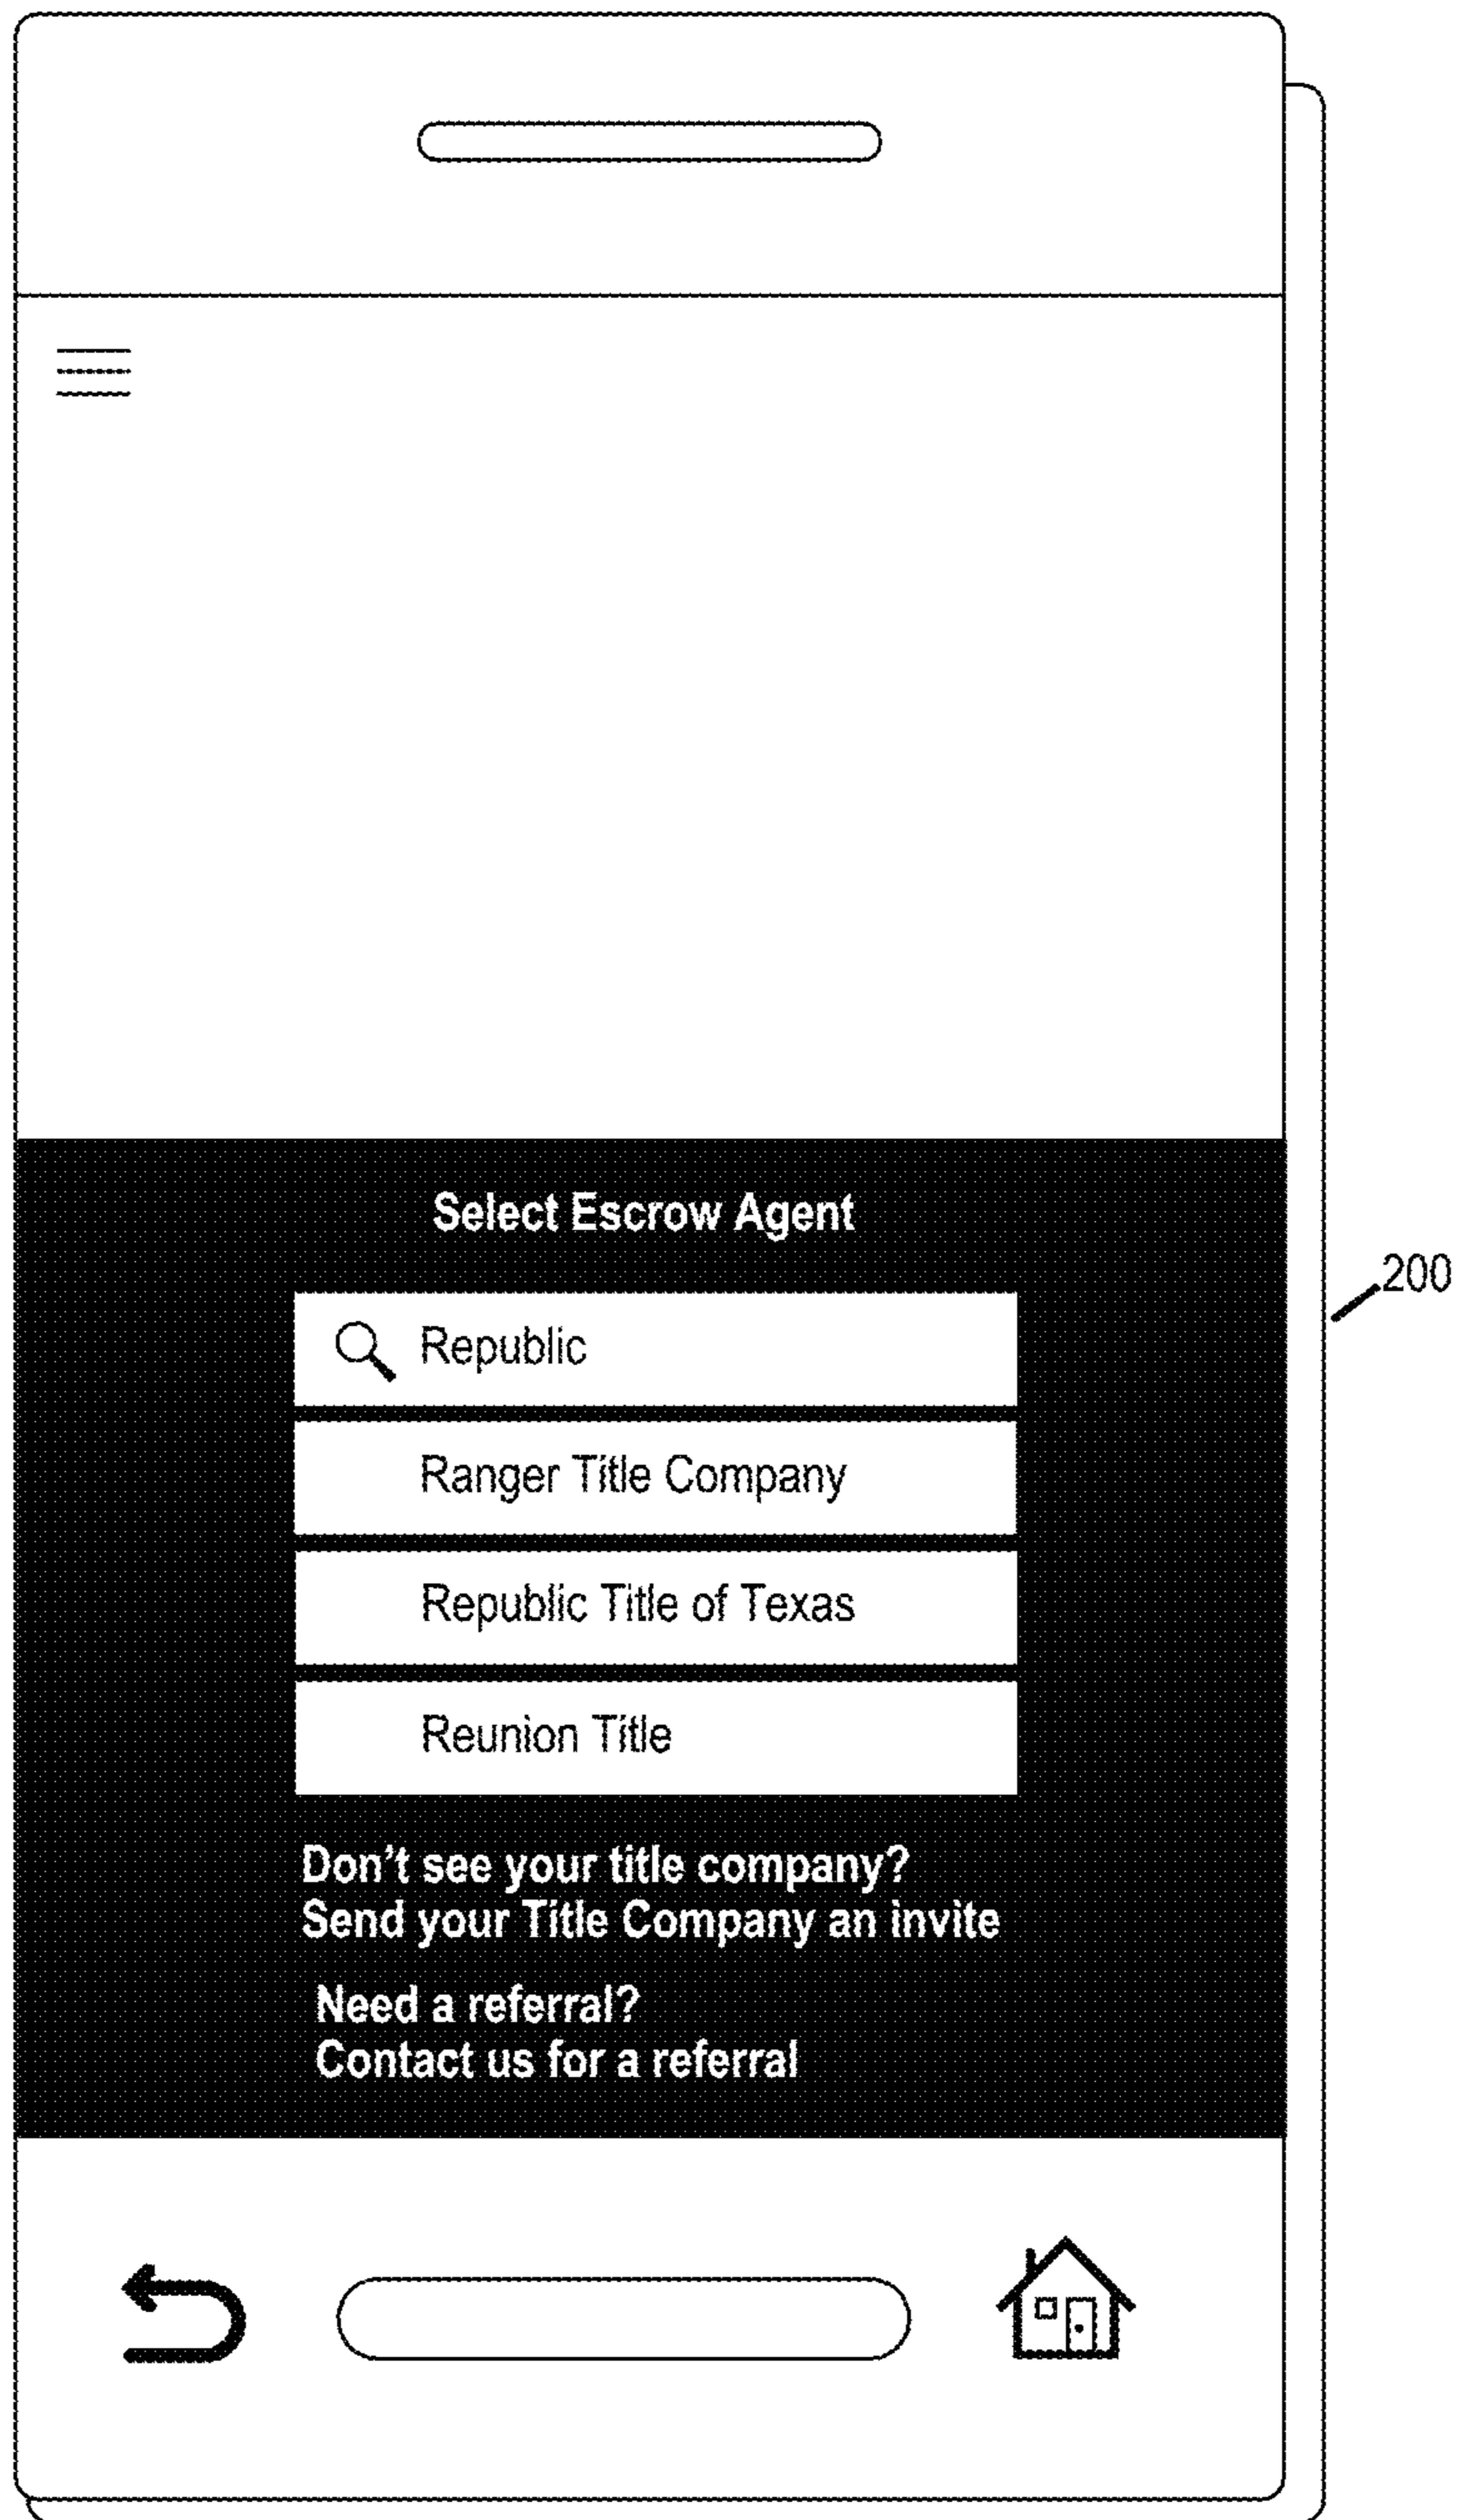 Select Escrow Agent
200
Republic
Ranger Title Company
Republic Title of Texas
Reunion Title
Don't see your title company?
Send your Title Company an invite
Need a referral?
Contact us for a referral